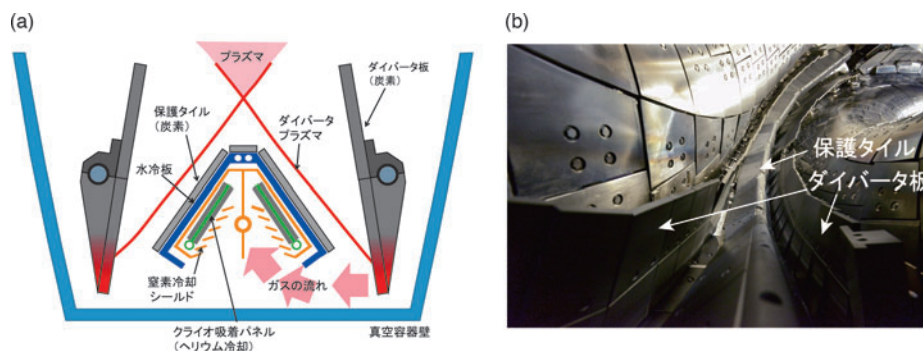 (a)
プラズマ
ダイバータ板
(炭素)
保護タイル
(炭素)
ダイバータ
プラズマ
水冷板
窒素冷却
シールド
ガスの流れ
クライオ吸着パネル
(ヘリウム冷却)
真空容器壁
(b)
保護タイル
ダイバータ板